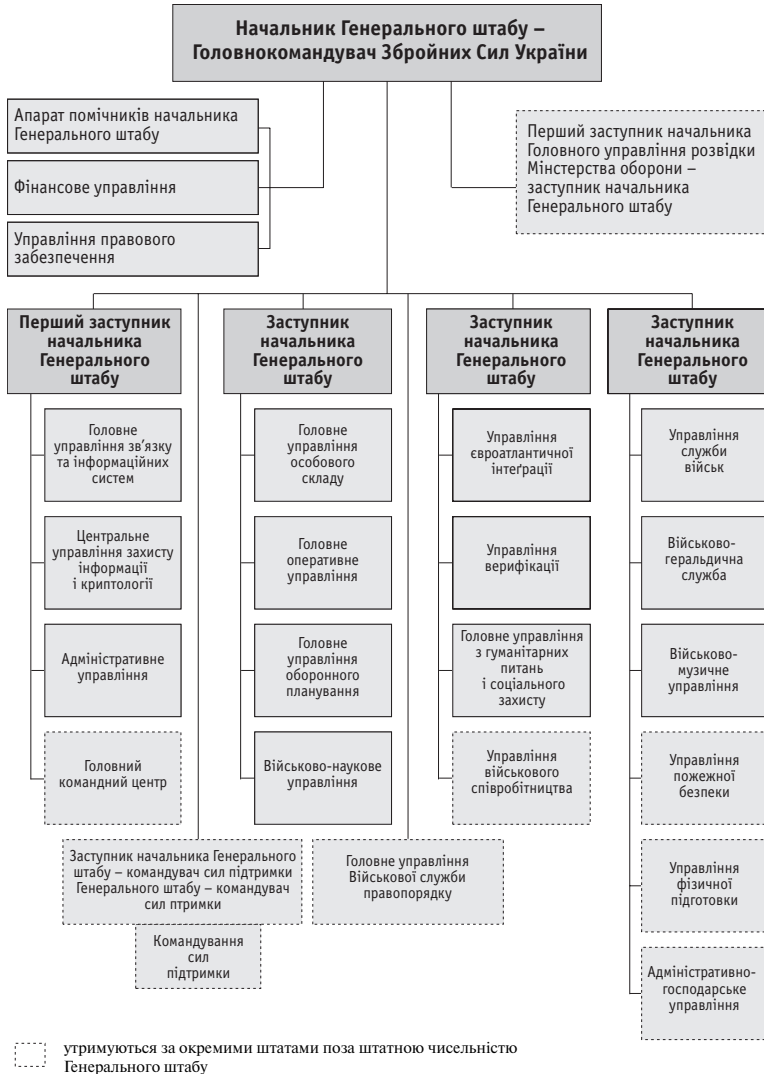 Начальник Генерального штабу –
Головнокомандувач Збройних Сил України
Апарат помічників начальника
Генерального штабу
Фінансове управління
Управління правового
забезпечення
Перший заступник начальника
Головного управління розвідки
Мінстерства оборони –
заступник начальника
Генерального штабу
Перший заступник
начальника
Генерального
штабу
Головне
управління зв’язку
та інформаційних
систем
Центральне
управління захисту
інформації
і криптології
Адміністративне
управління
Головний
командний центр
Заступник
начальника
Генерального
штабу
Головне
управління
особового
складу
Головне
оперативне
управління
Головне
управління
оборонного
планування
Військово-наукове
управління
Заступник
начальника
Генерального
штабу
Управління
євроатлантичної
інтеґрації
Управління
верифікації
Головне управління
з гуманітарних
питань
і соціального
захисту
Управління
військового
співробітництва
Заступник
начальника
Генерального
штабу
Управління
служби
військ
Військово-
геральдична
служба
Військово-
музичне
управління
Управління
пожежної
безпеки
Управління
фізичної
підготовки
Адміністративно-
господарське
управління
Заступник начальника Генерального
штабу – командувач сил підтримки
Генерального штабу – командувач
сил птримки
Командування
сил
підтримки
Головне управління
Військової служби
правопорядку
утримуються за окремими штатами поза штатною чисельністю
Генерального штабу